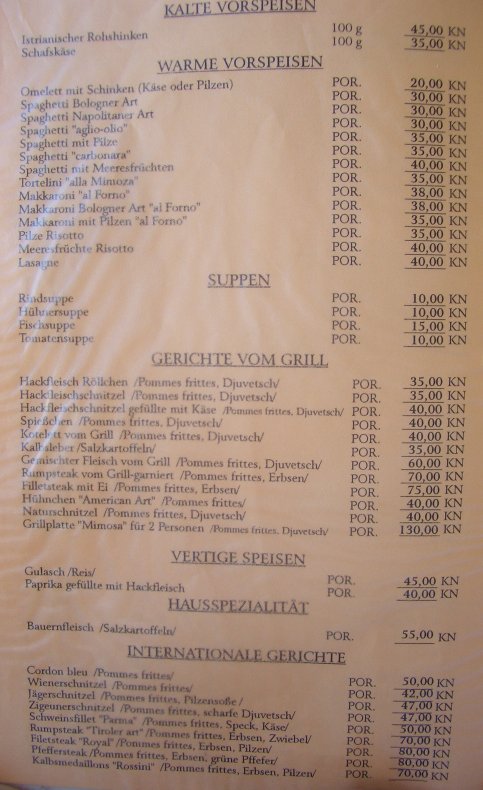 KALTE VORSPEISEN
Istrianischer Rohshinken 100 g 45,00 KN
Schafskäse 100 g 35,00 KN
WARME VORSPEISEN
Omelett mit Schinken (Käse oder Pilzen) POR. 20,00 KN
Spaghetti Bologner Art POR. 30,00 KN
Spaghetti Napolitaner Art POR. 30,00 KN
Spaghetti "aglio-olio" POR. 30,00 KN
Spaghetti mit Pilze POR. 35,00 KN
Spaghetti "carbonara" POR. 35,00 KN
Spaghetti mit Meeresfrüchten POR. 40,00 KN
Tortelini "alla Mimoza" POR. 35,00 KN
Makkaroni "al Forno" POR. 38,00 KN
Makkaroni Bologner Art "al Forno" POR. 38,00 KN
Makkaroni mit Pilzen "al Forno" POR. 35,00 KN
Pilze Risotto POR. 35,00 KN
Meeresfrüchte Risotto POR. 40,00 KN
Lasagne POR. 40,00 KN
SUPPEN
Rindsuppe POR. 10,00 KN
Hühnersuppe POR. 10,00 KN
Fischsuppe POR. 15,00 KN
Tomatensuppe POR. 10,00 KN
GERICHTE VOM GRILL
Hackfleisch Röllchen /Pommes frittes, Djuvetsch/ POR. 35,00 KN
Hackfleischschnitzel /Pommes frittes, Djuvetsch/ POR. 35,00 KN
Hackfleischschnitzel gefüllte mit Käse /Pommes frittes, Djuvetsch/ POR. 40,00 KN
Spießchen /Pommes frittes, Djuvetsch/ POR. 40,00 KN
Kotelett vom Grill /Pommes frittes, Djuvetsch/ POR. 40,00 KN
Kalbsleber /Salzkartoffeln/ POR. 35,00 KN
Gemischter Fleisch vom Grill /Pommes frittes, Djuvetsch/ POR. 60,00 KN
Rumpsteak vom Grill-garniert /Pommes frittes, Erbsen/ POR. 70,00 KN
Filletsteak mit Ei /Pommes frittes, Erbsen/ POR. 75,00 KN
Hühnchen "American Art" /Pommes frittes/ POR. 40,00 KN
Naturschnitzel /Pommes frittes, Djuvetsch/ POR. 40,00 KN
Grillplatte "Mimosa" für 2 Personen /Pommes frittes, Djuvetsch/ POR. 130,00 KN
VERTIGE SPEISEN
Gulasch /Reis/ POR. 45,00 KN
Paprika gefüllte mit Hackfleisch POR. 40,00 KN
HAUSSPEZIALITÄT
Bauernfleisch /Salzkartoffeln/ POR. 55,00 KN
INTERNATIONALE GERICHTE
Cordon bleu /Pommes frittes/ POR. 50,00 KN
Wienerschnitzel /Pommes frittes/ POR. 42,00 KN
Jägerschnitzel /Pommes frittes, Pilzensoße / POR. 47,00 KN
Zigeunerschnitzel /Pommes frittes, scharfe Djuvetsch/ POR. 47,00 KN
Schweinsfillet "Parma" /Pommes frittes, Speck, Käse/ POR. 50,00 KN
Rumpsteak "Tiroler art" /Pommes frittes, Erbsen, Zwiebel/ POR. 70,00 KN
Filetsteak "Royal" /Pommes frittes, Erbsen, Pilzen/ POR. 80,00 KN
Pfeffersteak /Pommes frittes, Erbsen, grüne Pffefer/ POR. 80,00 KN
Kalbsmedaillons "Rossini" /Pommes frittes, Erbsen, Pilzen/ POR. 70,00 KN